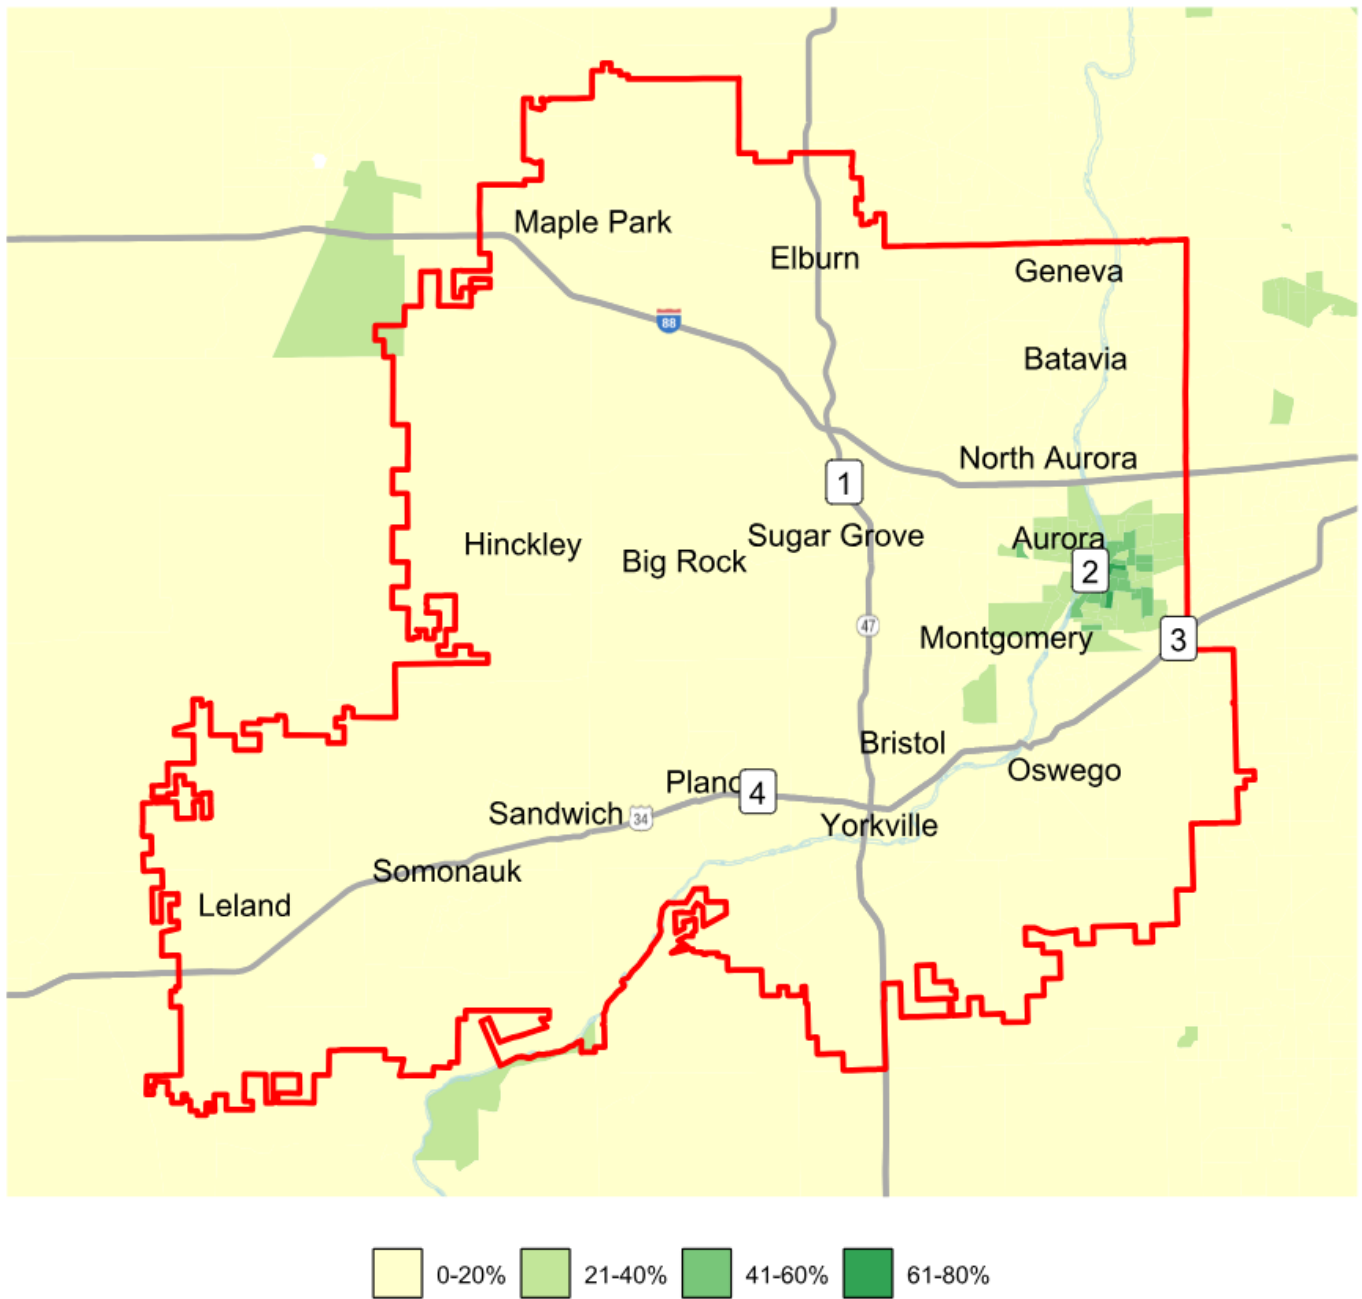 Maple Park
Elburn
Geneva
88
Batavia
North Aurora
1
Sugar Grove
Aurora
Hinckley
Big Rock
2
47
Montgomery
3
Bristol
Oswego
Plano
4
Sandwich
34
Yorkville
Somonauk
Leland
0-20%
21-40%
41-60%
61-80%